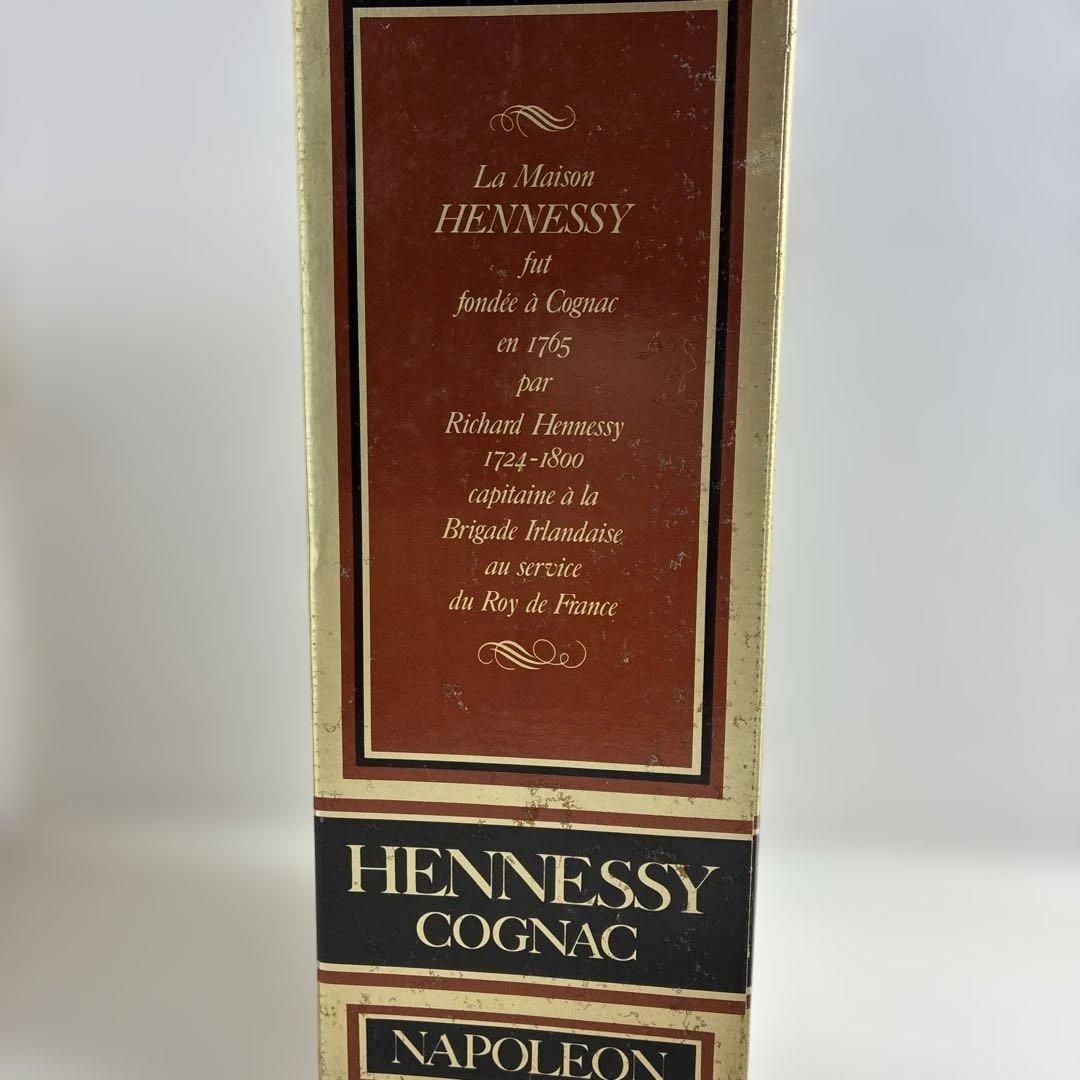 La Maison
HENNESSY
fut
fondée à Cognac
en 1765
par
Richard Hennessy
1724-1800
capitaine à la
Brigade Irlandaise
au service
du Roy de France
HENNESSY
COGNAC
NAPOLEON